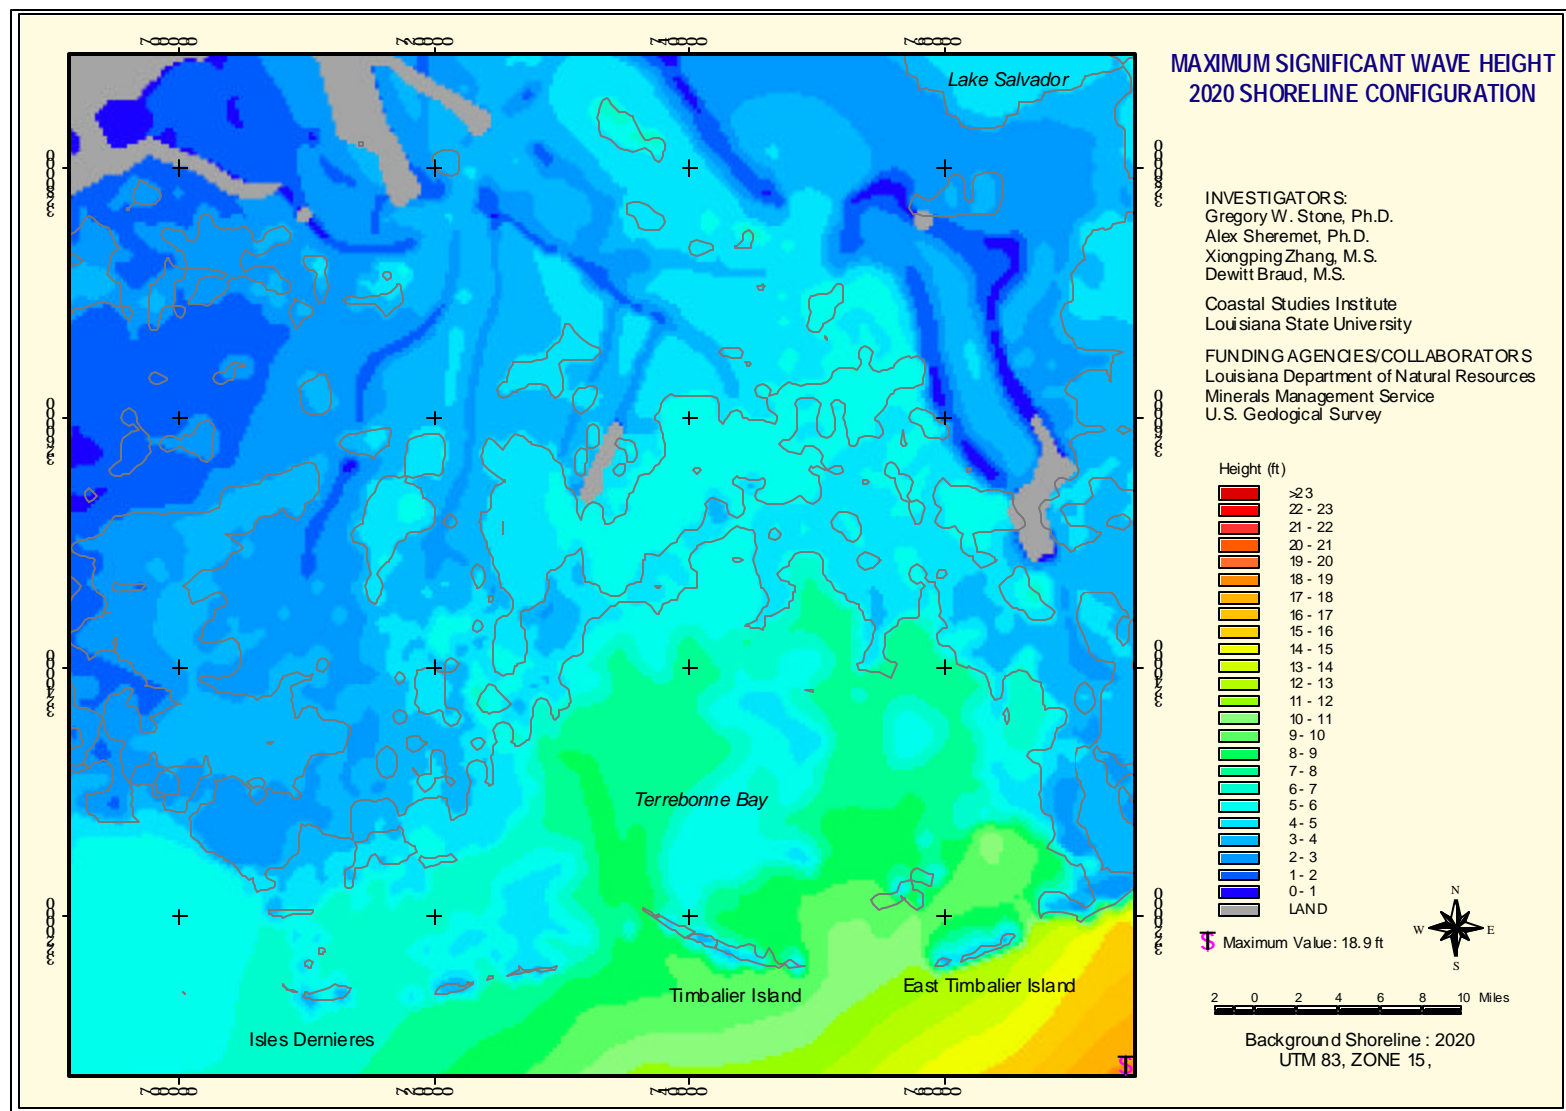 MAXIMUM SIGNIFICANT WAVE HEIGHT
2020 SHORELINE CONFIGURATION
INVESTIGATORS:
Gregory W. Stone, Ph.D.
Alex Sheremet, Ph.D.
Xiongping Zhang, M.S.
Dewitt Braud, M.S.
Coastal Studies Institute
Louisiana State University
FUNDING AGENCIES/COLLABORATORS
Louisiana Department of Natural Resources
Minerals Management Service
U.S. Geological Survey
Height (ft)
>23
22 - 23
21 - 22
20 - 21
19 - 20
18 - 19
17 - 18
16 - 17
15 - 16
14 - 15
13 - 14
12 - 13
11 - 12
10 - 11
9 - 10
8 - 9
7 - 8
6 - 7
5 - 6
4 - 5
3 - 4
2 - 3
1 - 2
0 - 1
LAND
Maximum Value: 18.9 ft
N
W E
S
2 0 2 4 6 8 10 Miles
Background Shoreline : 2020
UTM 83, ZONE 15,
Lake Salvador
Terrebonne Bay
Timbalier Island
East Timbalier Island
Isles Dernieres